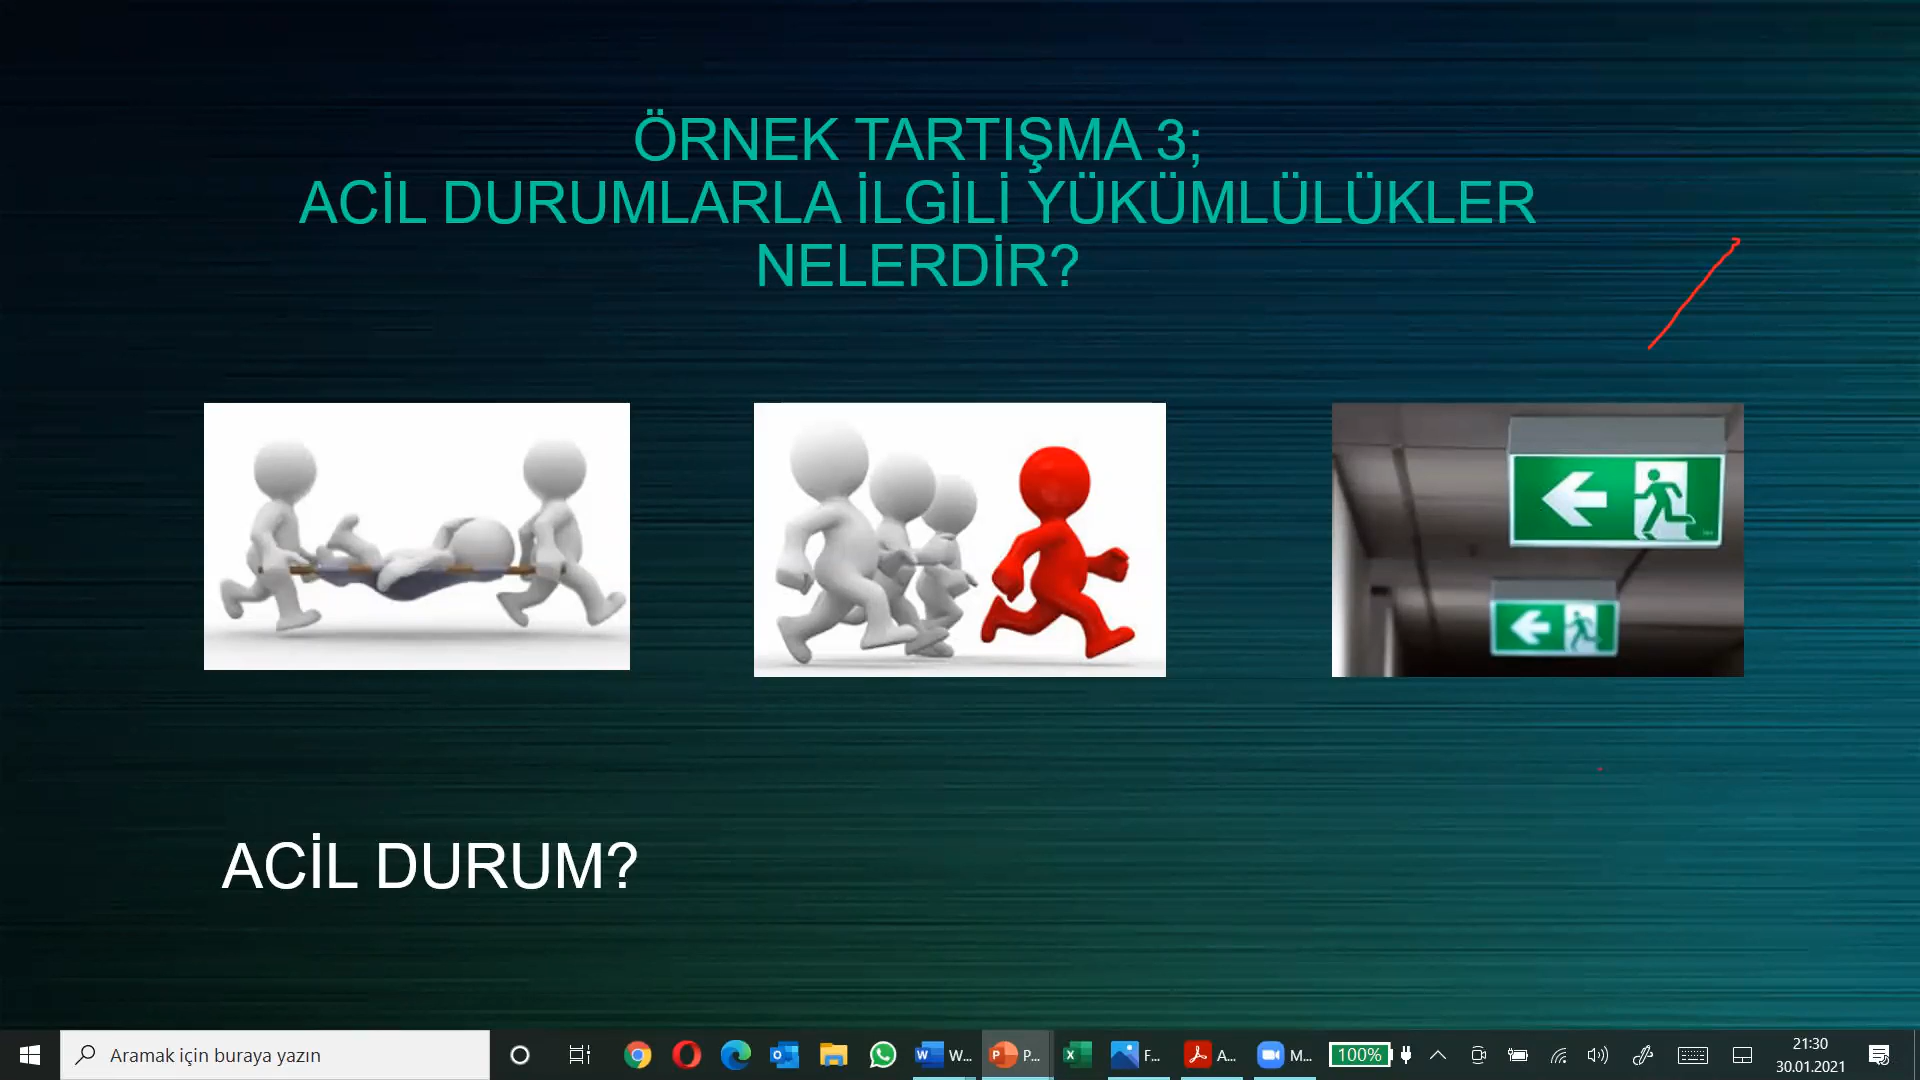 ÖRNEK TARTIŞMA 3;
ACİL DURUMLARLA İLGİLİ YÜKÜMLÜLÜKLER
NELERDİR?
ACİL DURUM?
Aramak için buraya yazın
W...
P...
F...
A...
M...
100%
21:30
30.01.2021